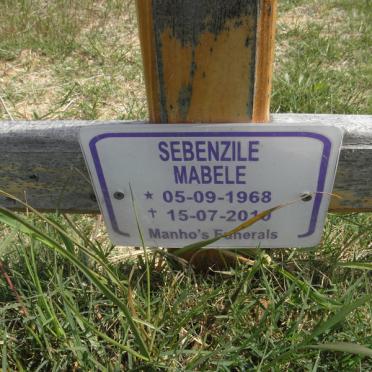 SEBENZILE
MABELE
★ 05-09-1968
✝ 15-07-2010
Manho's Funerals